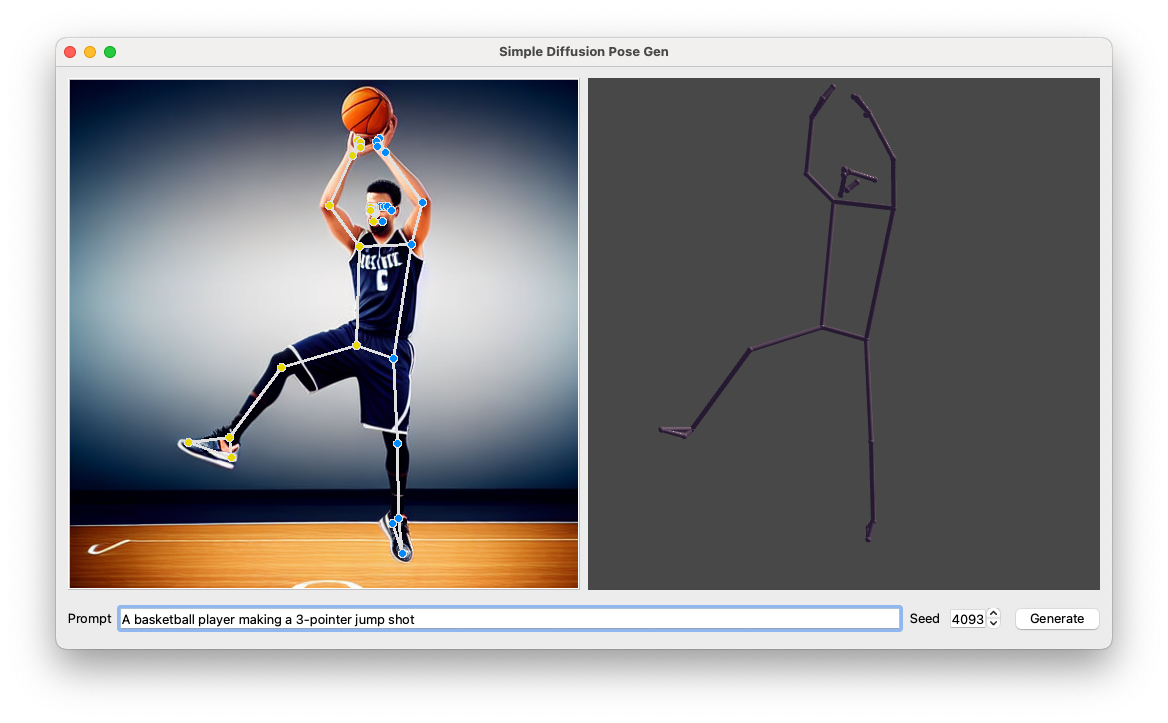 Simple Diffusion Pose Gen
C
Prompt
A basketball player making a 3-pointer jump shot
Seed
4093
Generate